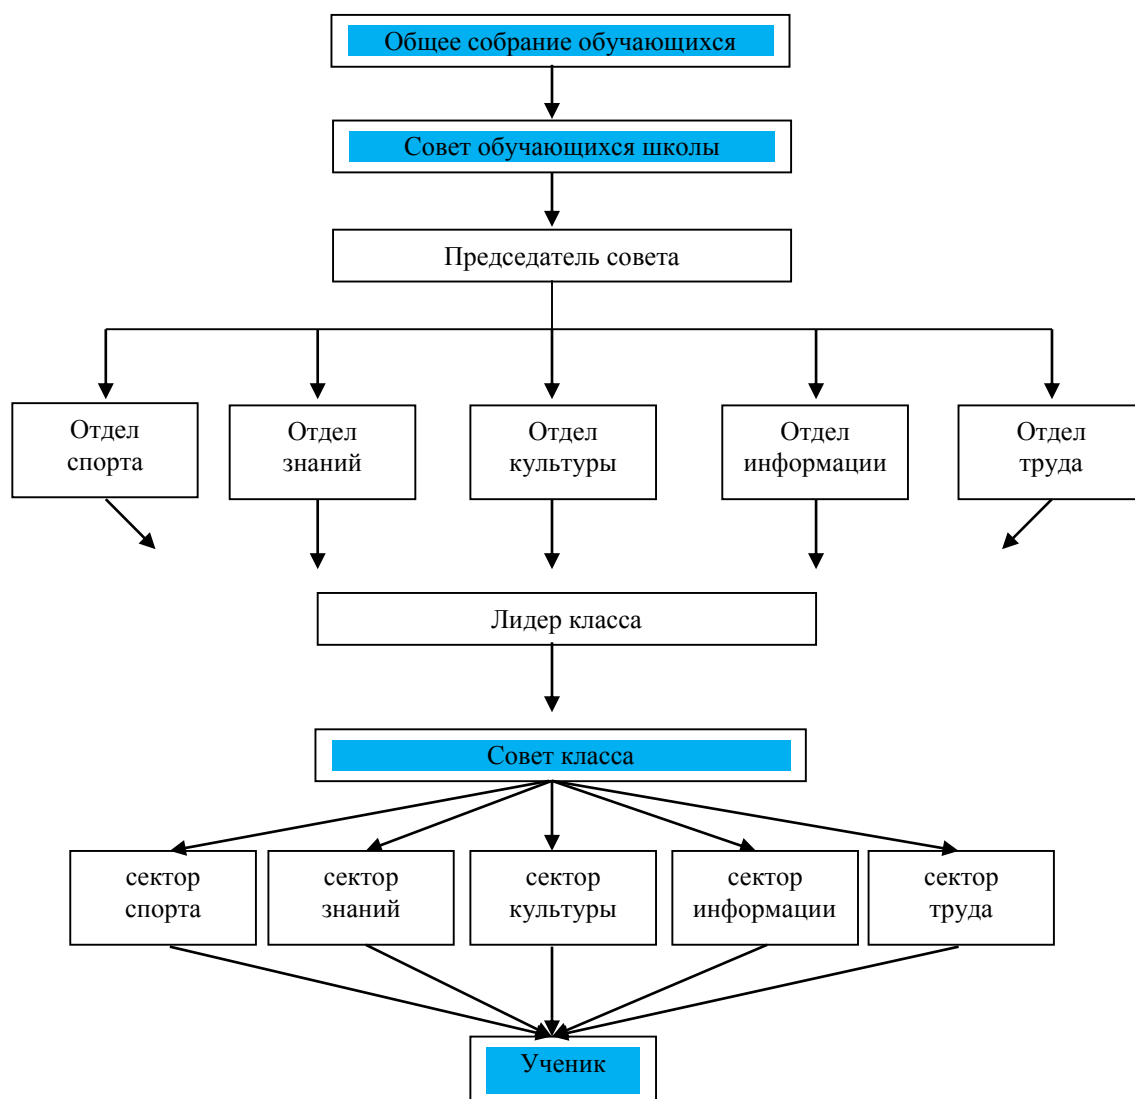 Общее собрание обучающихся
Совет обучающихся школы
Председатель совета
Отдел
спорта
Отдел
знаний
Отдел
культуры
Отдел
информации
Отдел
труда
Лидер класса
Совет класса
сектор
спорта
сектор
знаний
сектор
культуры
сектор
информации
сектор
труда
Ученик